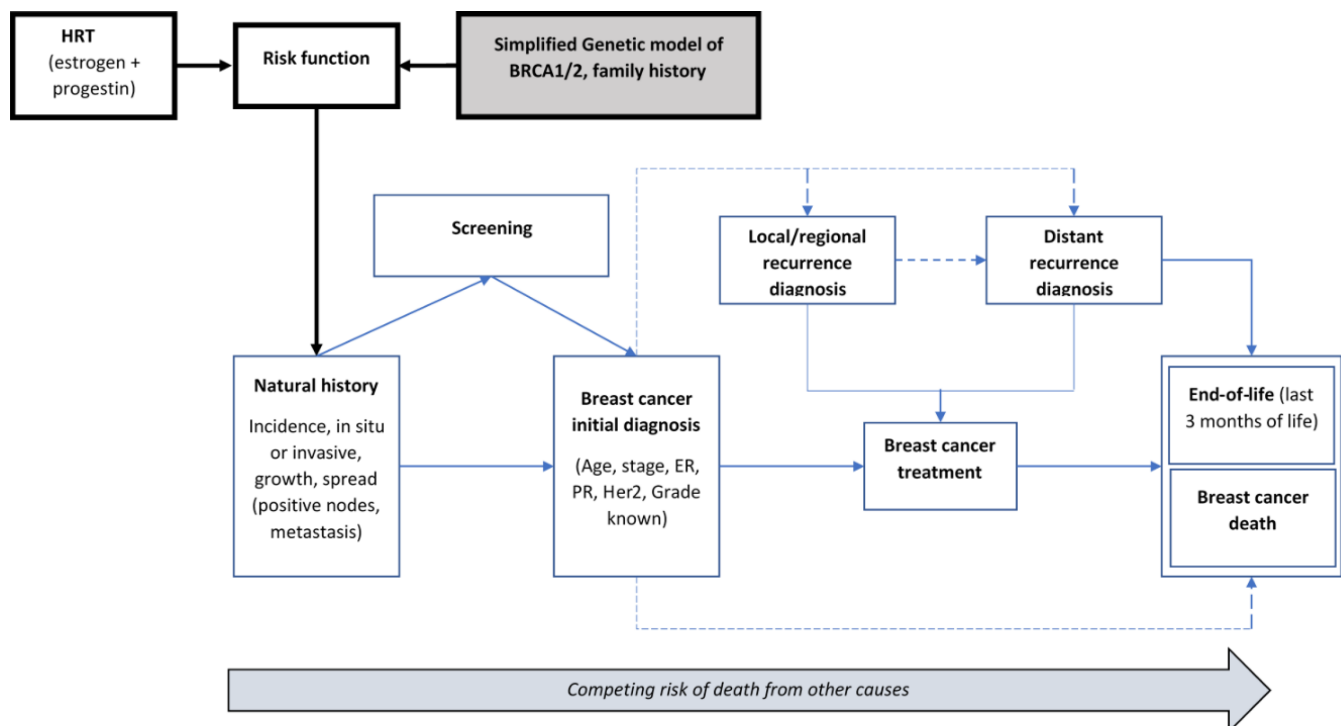 HRT
(estrogen +
progestin)
Risk function
Simplified Genetic model of
BRCA1/2, family history
Screening
Local/regional
recurrence
diagnosis
Distant
recurrence
diagnosis
Natural history
Incidence, in situ
or invasive,
growth, spread
(positive nodes,
metastasis)
Breast cancer
initial diagnosis
(Age, stage, ER,
PR, Her2, Grade
known)
Breast cancer
treatment
End-of-life (last
3 months of life)
Breast cancer
death
Competing risk of death from other causes